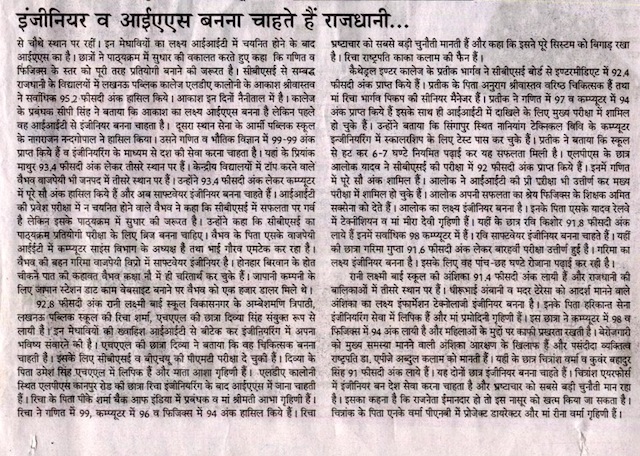 इंजीनियर व आईएएस बनना चाहते हैं राजधानी...
से चौथे स्थान पर रहीं। इन मेधावियों का लक्ष्य आईआईटी में चयनित होने के बाद
आईएएस का है। छात्रों ने पाठ्यक्रम में सुधार की वकालत करते हुए कहा कि गणित व
फिजिक्स के स्तर को पूरी तरह प्रतियोगी बनाने की जरूरत है। सीबीएसई से सम्बद्ध
राजधानी के विद्यालयों में लखनऊ पब्लिक कालेज एलडीए कालोनी के आकाश श्रीवास्तव
ने सर्वाधिक 95.2 फीसदी अंक हासिल किये। आकाश इन दिनों नैनीताल में है। कालेज
के प्रबंधक सीपी सिंह ने बताया कि आकाश का लक्ष्य आईएएस बनना है लेकिन पहले
वह आईआईटी से इंजीनियर बनना चाहता है। दूसरा स्थान सेना के आर्मी पब्लिक स्कूल
के नागराजन नन्दगोपाल ने हासिल किया। उसने गणित व भौतिक विज्ञान में 99-99 अंक
प्राप्त किये हैं व इंजीनियरिंग के माध्यम से देश की सेवा करना चाहता है। यहां के प्रियांक
माथुर 93.4 फीसदी अंक लेकर तीसरे स्थान पर हैं। केन्द्रीय विद्यालयों में टॉप करने वाले
वैभव वाजपेयी भी जनपद में तीसरे स्थान पर हैं। उन्होंने 93.4 फीसदी अंक लेकर कम्प्यूटर
में पूरे सौ अंक हासिल किये हैं और अब साफ्टवेयर इंजीनियर बनना चाहते हैं। आईआईटी
की प्रवेश परीक्षा में न चयनित होने वाले वैभव ने कहा कि सीबीएसई में सफलता पर गर्व
है लेकिन इसके पाठ्यक्रम में सुधार की जरूरत है। उन्होंने कहा कि सीबीएसई का
पाठ्यक्रम प्रतियोगी परीक्षा के लिए ब्रिज बनना चाहिए। वैभव के पिता एसके वाजपेयी
आईईटी में कम्प्यूटर साइंस विभाग के अध्यक्ष है तथा भाई गौरव एमटेक कर रहा है।
वैभव की बहन गरिमा वाजपेयी विप्रो में साफ्टवेयर इंजीनियर है। होनहार बिरवान के होत
चीकने पात की कहावत वैभव कक्षा नौ में ही चरितार्थ कर चुके हैं। जापानी कम्पनी के
लिए जापान स्टेशन डाट काम वेबसाइट बनाने पर वैभव को एक हजार डालर मिले थे।
92.8 फीसदी अंक रानी लक्ष्मी बाई स्कूल विकासनगर के अम्बेशमणि त्रिपाठी,
लखनऊ पब्लिक स्कूल की रिचा शर्मा, एचएएल की छात्रा दिव्या सिंह संयुक्त रूप से
लायी है। इन मेधावियों की ख्वाहिश आईआईटी से बीटेक कर इंजीनियरिंग में अपना
भविष्य संवारने की है। एचएएल की छात्रा दिव्या ने बताया कि वह चिकित्सक बनना
चाहती है। इसके लिए सीबीएसई व बीएचयू की पीएमटी परीक्षा दे चुकी है। दिव्या के
पिता उमेश सिंह एचएएल में लिपिक हैं और माता आशा गृहिणी है। एलडीए कालोनी
स्थित एलपीएस कानपुर रोड की छात्रा रिचा इंजीनियरिंग के बाद आईएएस में जाना चाहती
हैं। रिचा के पिता पीके शर्मा बैंक आफ इंडिया में प्रबंधक व मां श्रीमती आभा गृहिणी हैं।
रिचा ने गणित में 99, कम्प्यूटर में 96 व फिजिक्स में 94 अंक हासिल किये हैं। रिचा
भ्रष्टाचार को सबसे बड़ी चुनौती मानती हैं और कहा कि इसने पूरे सिस्टम को बिगाड़ रखा
है। रिचा राष्ट्रपति काका कलाम की फैन हैं।
कैथेड्रल इण्टर कालेज के प्रतीक भार्गव ने सीबीएसई बोर्ड से इण्टरमीडिएट में 92.4
फीसदी अंक प्राप्त किये हैं। प्रतीक के पिता अनुराग श्रीवास्तव वरिष्ठ चिकित्सक हैं तथा
मां रिचा भार्गव पिकप की सीनियर मैनेजर हैं। प्रतीक ने गणित में 97 व कम्प्यूटर में 94
अंक प्राप्त किये हैं इसके साथ ही आईआईटी में दाखिले के लिए मुख्य परीक्षा में शामिल
हो चुके हैं। उन्होंने बताया कि सिंगापुर स्थित नानियांग टेक्निकल विवि के कम्प्यूटर
इन्जीनियरिंग में स्कालरशिप के लिए टेस्ट पास कर चुके हैं। प्रतीक ने बताया कि स्कूल
से हट कर 6-7 घण्टे नियमित पढ़ाई कर यह सफलता मिली है। एलपीएस के छात्र
आलोक यादव ने सीबीएसई की परीक्षा में 92 फीसदी अंक प्राप्त किये हैं। इनमें गणित
में पूरे सौ अंक शामिल हैं। आलोक ने आईआईटी की प्री परीक्षा भी उत्तीर्ण कर मुख्य
परीक्षा में शामिल हो चुके हैं। आलोक अपनी सफलता का श्रेय फिजिक्स के शिक्षक अमित
सक्सेना को देते हैं। आलोक का लक्ष्य इंजीनियर बनना है। इनके पिता एसके यादव रेलवे
में टेक्नीशियन व मां मीरा देवी गृहिणी हैं। यहीं के छात्र रवि किशोर 91.8 फीसदी अंक
लाये हैं इनमें सर्वाधिक 98 कम्प्यूटर में हैं। रवि साफ्टवेयर इंजीनियर बनना चाहते हैं। यहीं
की छात्रा गरिमा गुप्ता 91.6 फीसदी अंक लेकर बारहवीं परीक्षा उत्तीर्ण हुई है। गरिमा का
लक्ष्य इंजीनियर बनना है। इसके लिए वह पांच-छह घण्टे रोजाना पढ़ाई कर रही है।
रानी लक्ष्मी बाई स्कूल की अंशिका 91.4 फीसदी अंक लायी हैं और राजधानी की
बालिकाओं में तीसरे स्थान पर हैं। धीरूभाई अंबानी व मदर टेरेसा को आदर्श मानने वाले
अंशिका का लक्ष्य इंफार्मेशन टेक्नोलाजी इंजीनियर बनना है। इनके पिता हरिकान्त सेना
इंजीनियरिंग सेवा में लिपिक हैं और मां प्रमोदिनी गृहिणी हैं। इस छात्रा ने कम्प्यूटर में 98 व
फिजिक्स में 94 अंक लाये है और महिलाओं के मुद्दों पर काफी प्रखरता रखती हैं। बेरोजगारी
को मुख्य समस्या मानने वाली अंशिका आरक्षण के खिलाफ हैं और पसंदीदा व्यक्तित्व
राष्ट्रपति डा. एपीजे अब्दुल कलाम को मानती हैं। यही के छात्र चित्रांश वर्मा व कुवंर बहादुर
सिंह 91 फीसदी अंक लाये हैं। यह दोनों छात्र इंजीनियर बनना चाहते हैं। चित्रांश एयरफोर्स
में इंजीनियर बन देश सेवा करना चाहता है और भ्रष्टाचार को सबसे बड़ी चुनौती मान रहा
है। इसका कहना है कि राजनेता ईमानदार हो तो इस नासूर को खत्म किया जा सकता है।
चित्रांक के पिता एनके वर्मा पीएनबी में प्रोजेक्ट डायरेक्टर और मां रीना वर्मा गृहिणी हैं।